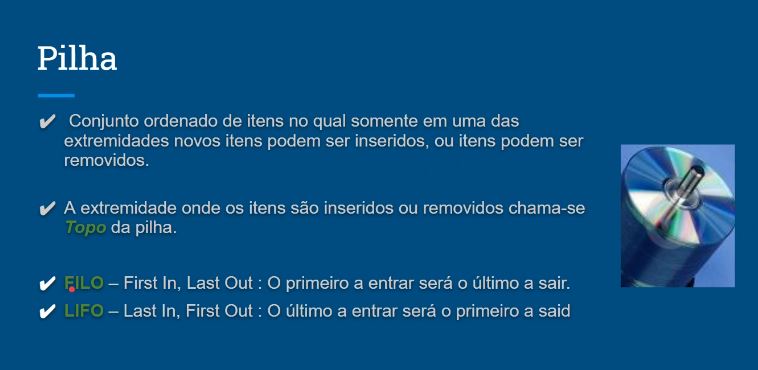 Pilha
Conjunto ordenado de itens no qual somente em uma das
extremidades novos itens podem ser inseridos, ou itens podem ser
removidos.
A extremidade onde os itens são inseridos ou removidos chama-se
Topo da pilha.
FILO – First In, Last Out : O primeiro a entrar será o último a sair.
LIFO – Last In, First Out : O último a entrar será o primeiro a said